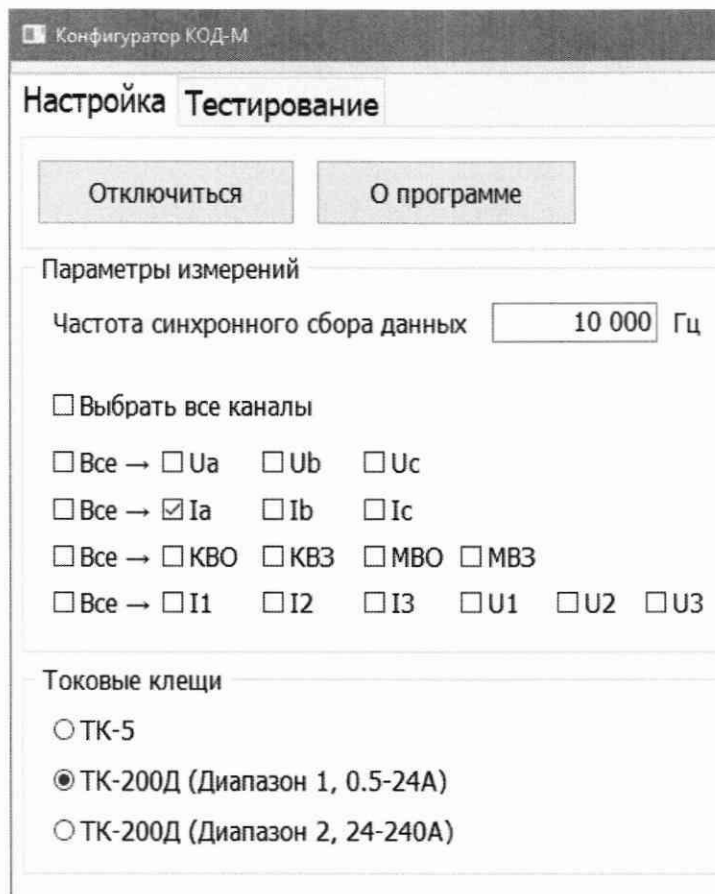 Конфигуратор КОД-М
Настройка Тестирование
Отключиться О программе
Параметры измерений
Частота синхронного сбора данных 10 000 Гц
Выбрать все каналы
Все → Ua Ub Uc
Все → Ia Ib Ic
Все → КВО КВЗ МВО МВЗ
Все → I1 I2 I3 U1 U2 U3
Токовые клещи
ТК-5
ТК-200Д (Диапазон 1, 0.5-24А)
ТК-200Д (Диапазон 2, 24-240А)